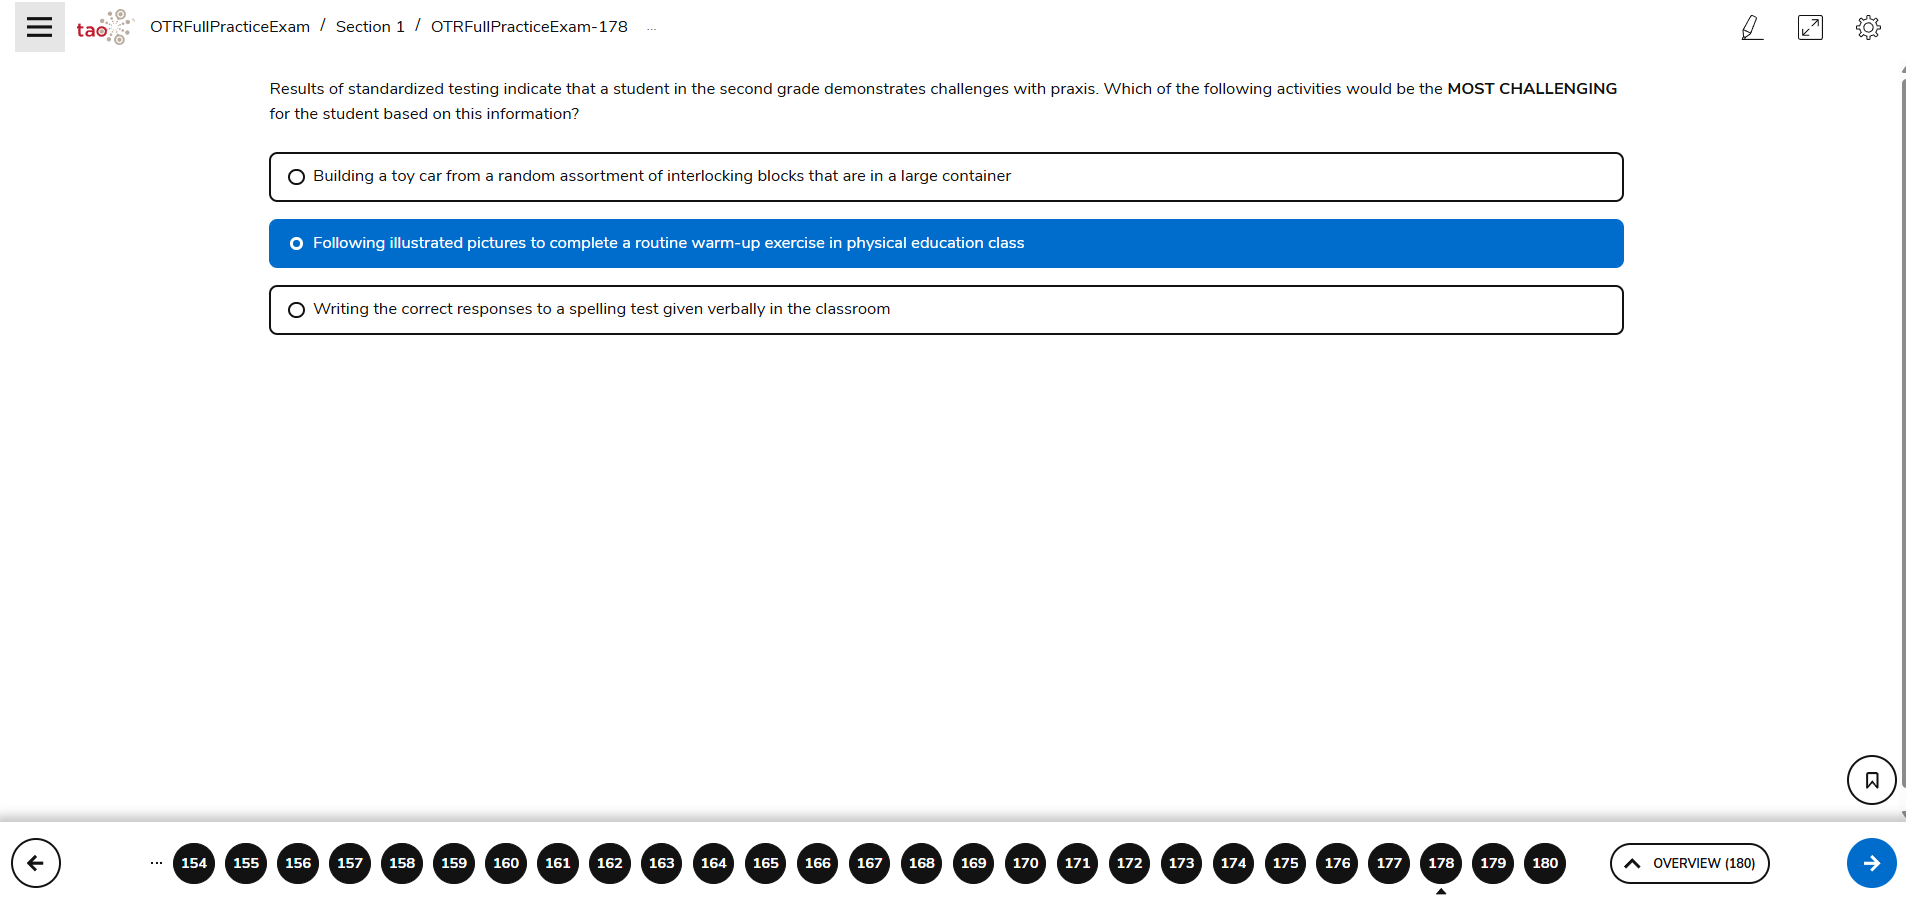 tao
OTRFullPracticeExam / Section 1 / OTRFullPracticeExam-178 ...
Results of standardized testing indicate that a student in the second grade demonstrates challenges with praxis. Which of the following activities would be the MOST CHALLENGING
for the student based on this information?
Building a toy car from a random assortment of interlocking blocks that are in a large container
Following illustrated pictures to complete a routine warm-up exercise in physical education class
Writing the correct responses to a spelling test given verbally in the classroom
... 154 155 156 157 158 159 160 161 162 163 164 165 166 167 168 169 170 171 172 173 174 175 176 177 178 179 180 OVERVIEW (180)